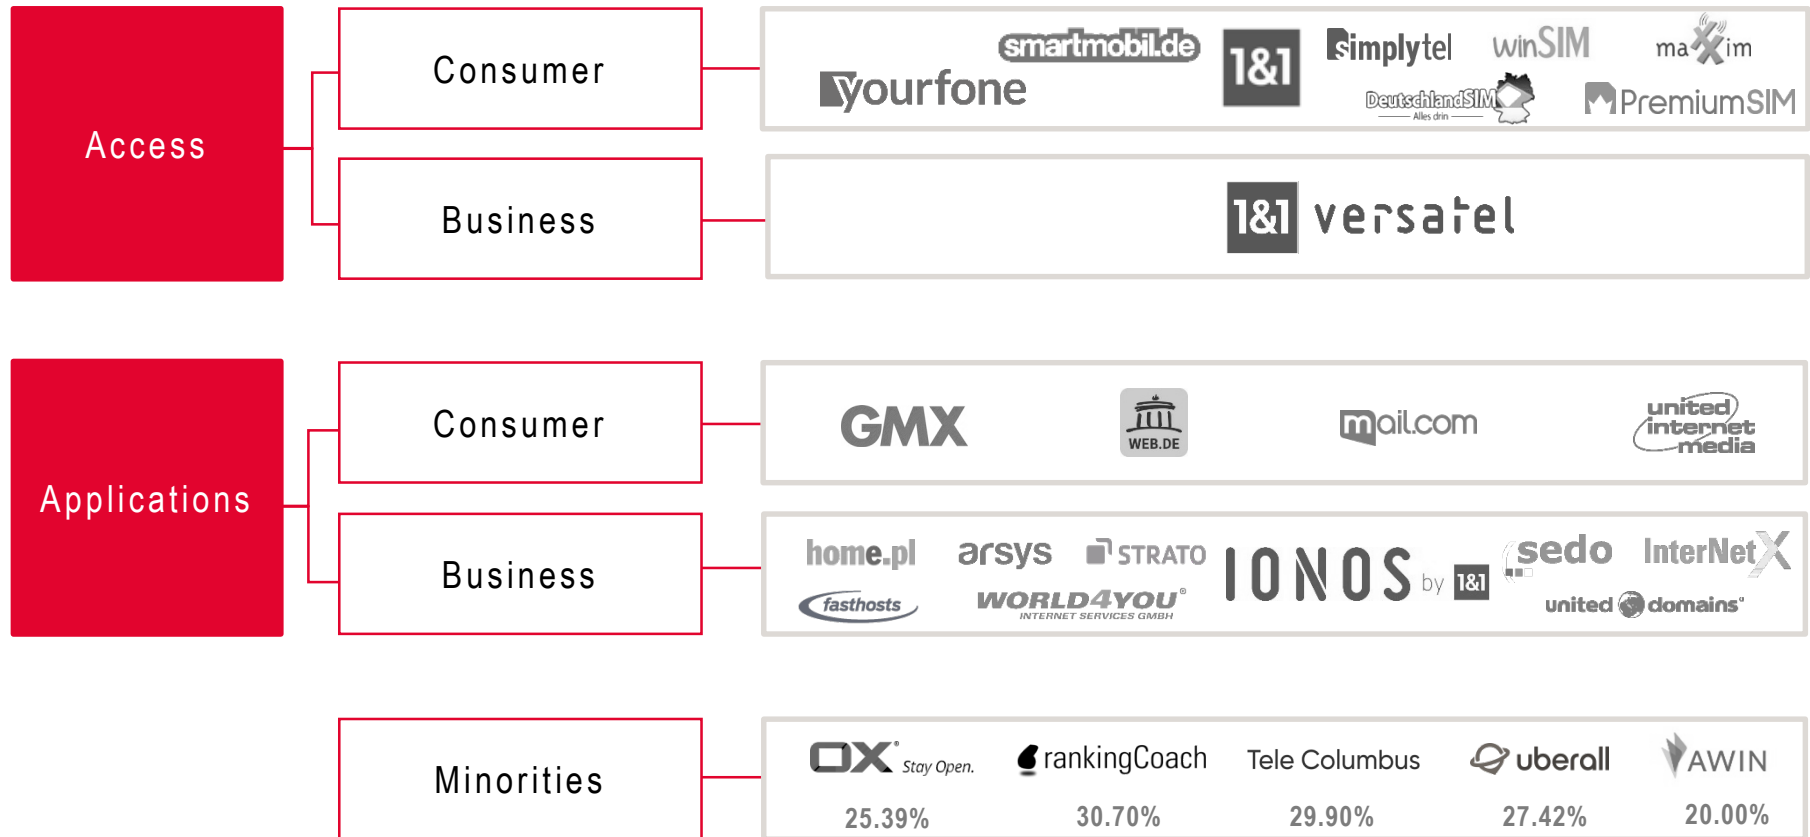 Access
Consumer
smartmobil.de
yourfone
1&1
simplytel
winSIM
maXXim
DeutschlandSIM
Alles drin
PremiumSIM
Business
1&1 versatel
Applications
Consumer
GMX
WEB.DE
mail.com
united
internet
media
Business
home.pl
arsys
STRATO
fasthosts
WORLD4YOU®
INTERNET SERVICES GMBH
IONOS by 1&1
sedo
InterNetX
united domains®
Minorities
OX® Stay Open.
rankingCoach
Tele Columbus
uberall
AWIN
25.39%
30.70%
29.90%
27.42%
20.00%